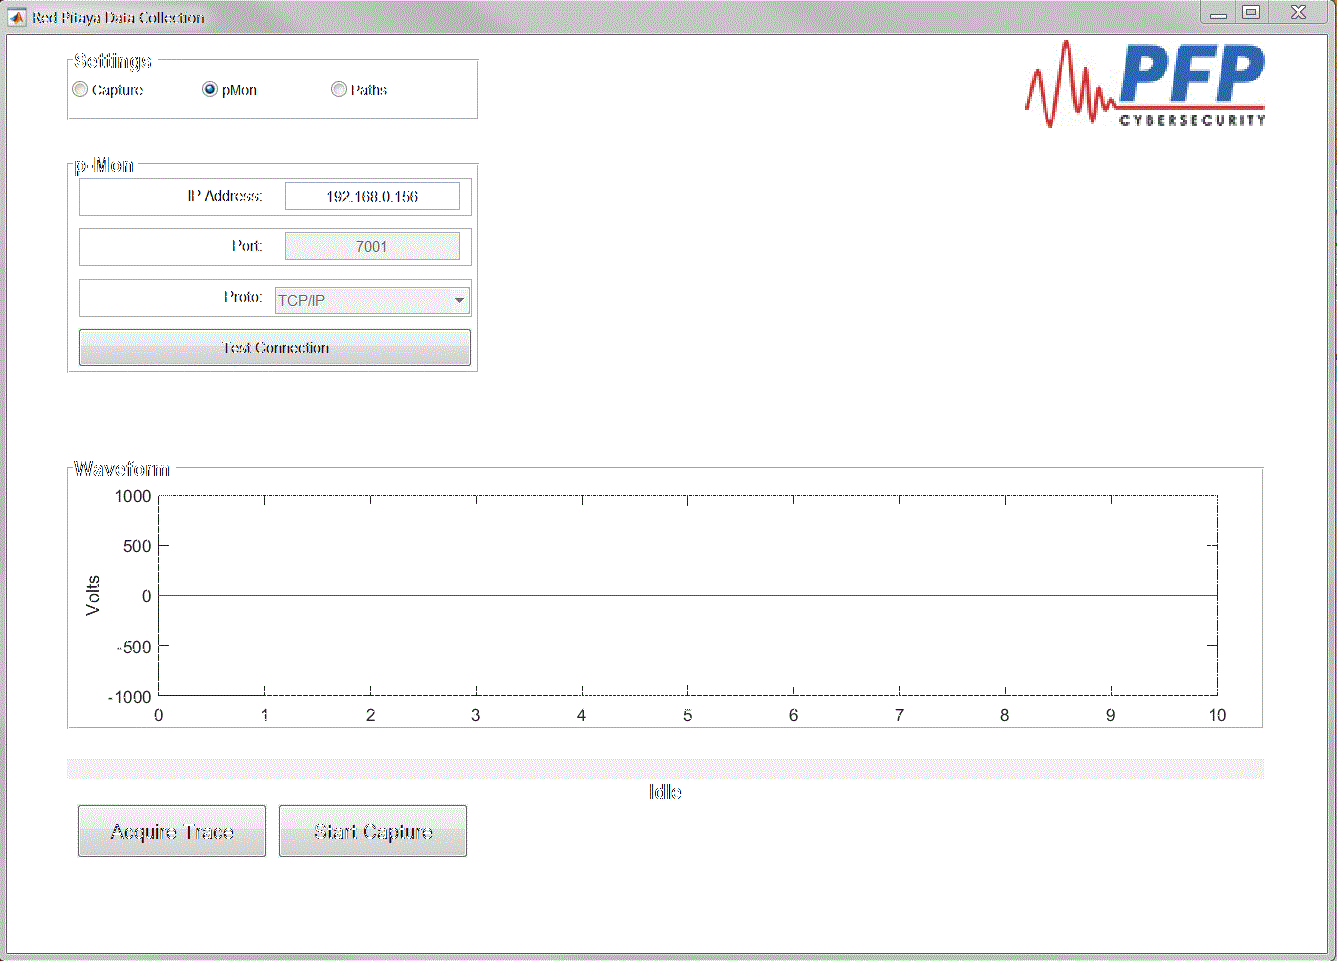 Red Pitaya Data Collection
Settings
Capture pMon Paths
PFP
CYBERSECURITY
p-Mon
IP Address: 192.168.0.156
Port: 7001
Proto: TCP/IP
Test Connection
Waveform
1000
500
0
-500
-1000
Volts
0 1 2 3 4 5 6 7 8 9 10
Idle
Acquire Trace Start Capture